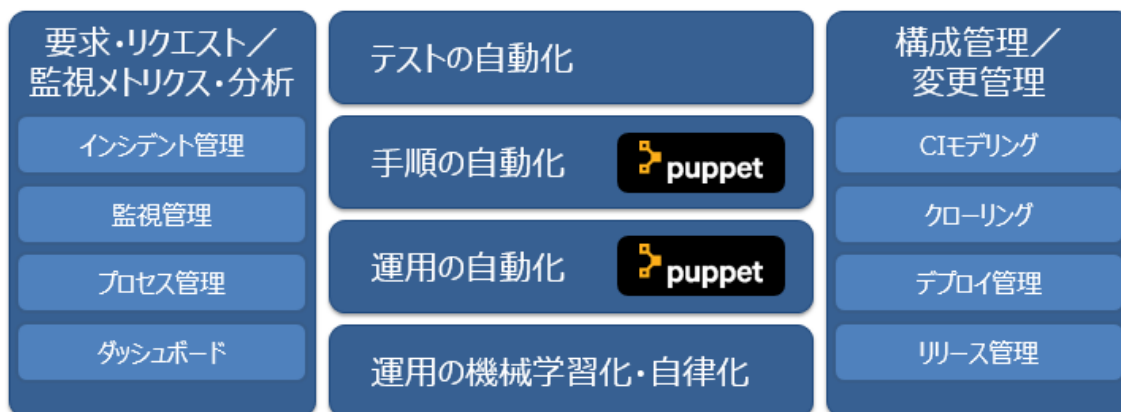 要求・リクエスト／
監視メトリクス・分析
インシデント管理
監視管理
プロセス管理
ダッシュボード
テストの自動化
手順の自動化
puppet
運用の自動化
puppet
運用の機械学習化・自律化
構成管理／
変更管理
CIモデリング
クローリング
デプロイ管理
リリース管理